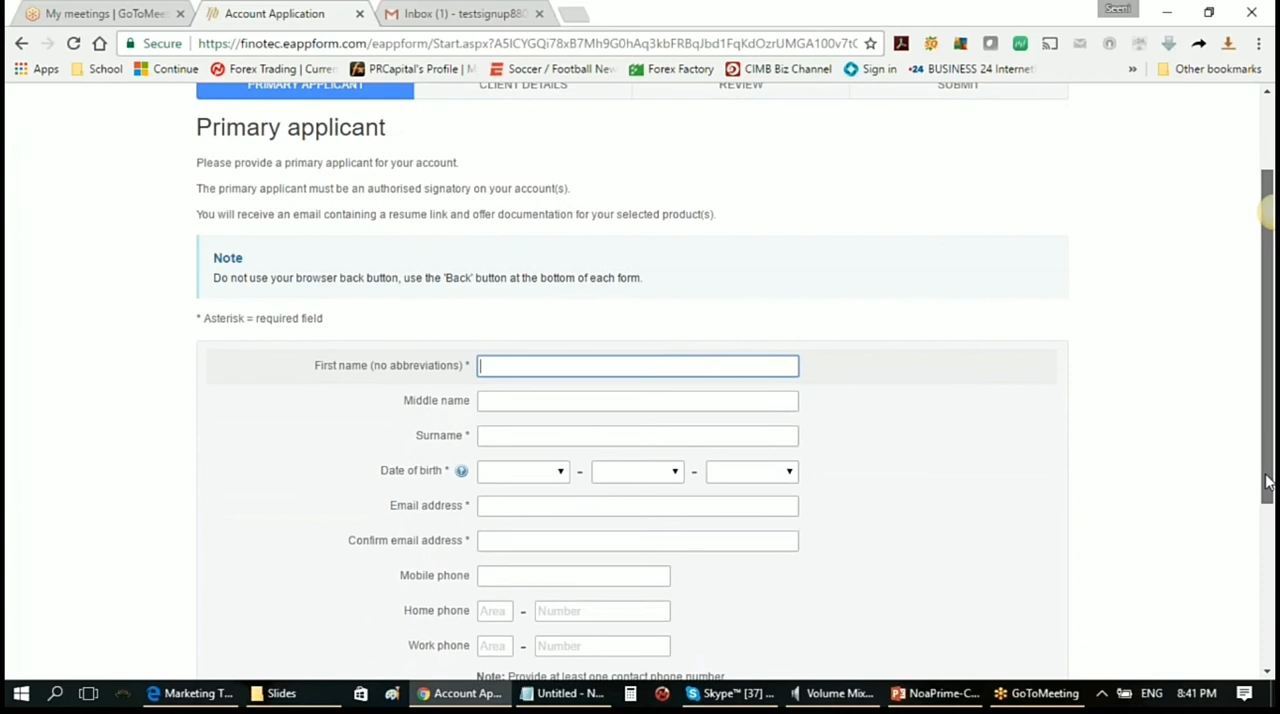 My meetings | GoToMee
Account Application
Inbox (1) - testsignup880
Seeni
Secure
https://finotec.eappform.com/eappform/Start.aspx?
Apps
School
Continue
Forex Trading | Curren
PRCapital's Profile |
Soccer / Football New
Forex Factory
CIMB Biz Channel
Sign in
BUSINESS 24 Internet
Other bookmarks
PRIMARY APPLICANT
CLIENT DETAILS
REVIEW
SUBMIT
Primary applicant
Please provide a primary applicant for your account.
The primary applicant must be an authorised signatory on your account(s).
You will receive an email containing a resume link and offer documentation for your selected product(s).
Note
Do not use your browser back button, use the 'Back' button at the bottom of each form.
* Asterisk = required field
First name (no abbreviations) *
Middle name
Surname *
Date of birth *
Email address *
Confirm email address *
Mobile phone
Home phone Area - Number
Work phone Area - Number
Note: Provide at least one contact phone number
Marketing T...
Slides
Account Ap...
Untitled - N...
Skype™ [37] ...
Volume Mix...
NoaPrime-C...
GoToMeeting
ENG
8:41 PM